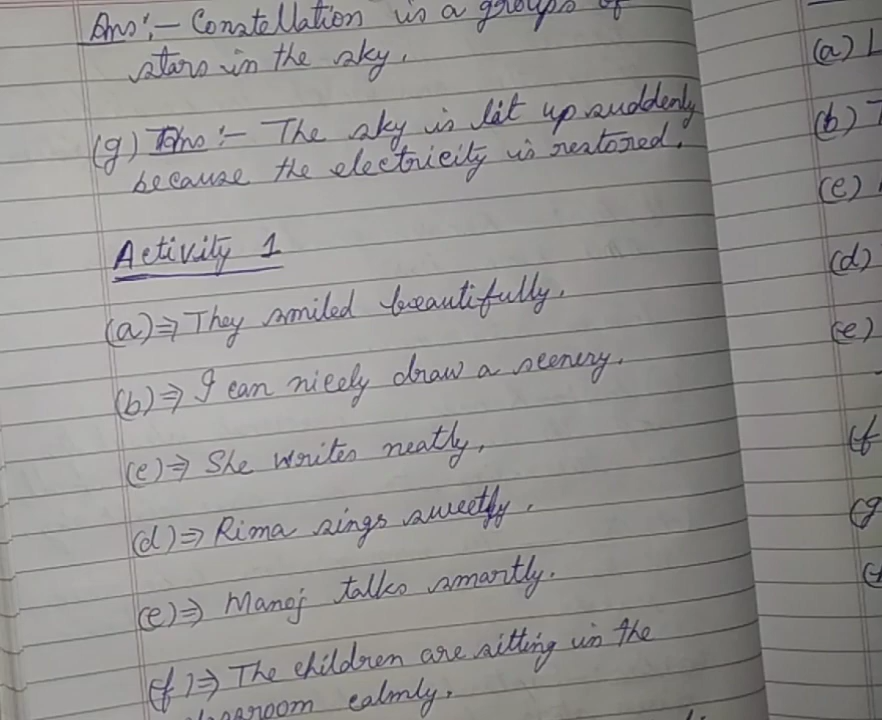 Ans:- Constellation is a groups of
stars in the sky.
(g) Ans:- The sky is lit up suddenly
because the electricity is restored.
Activity 1
(a) ⇒ They smiled beautifully.
(b) ⇒ I can nicely draw a scenery.
(c) ⇒ She writes neatly,
(d) ⇒ Rima sings sweetly.
(e) ⇒ Manoj talks smartly.
(f) ⇒ The children are sitting in the
classroom calmly.
(a)
(b)
(c)
(d)
(e)
(f
(g